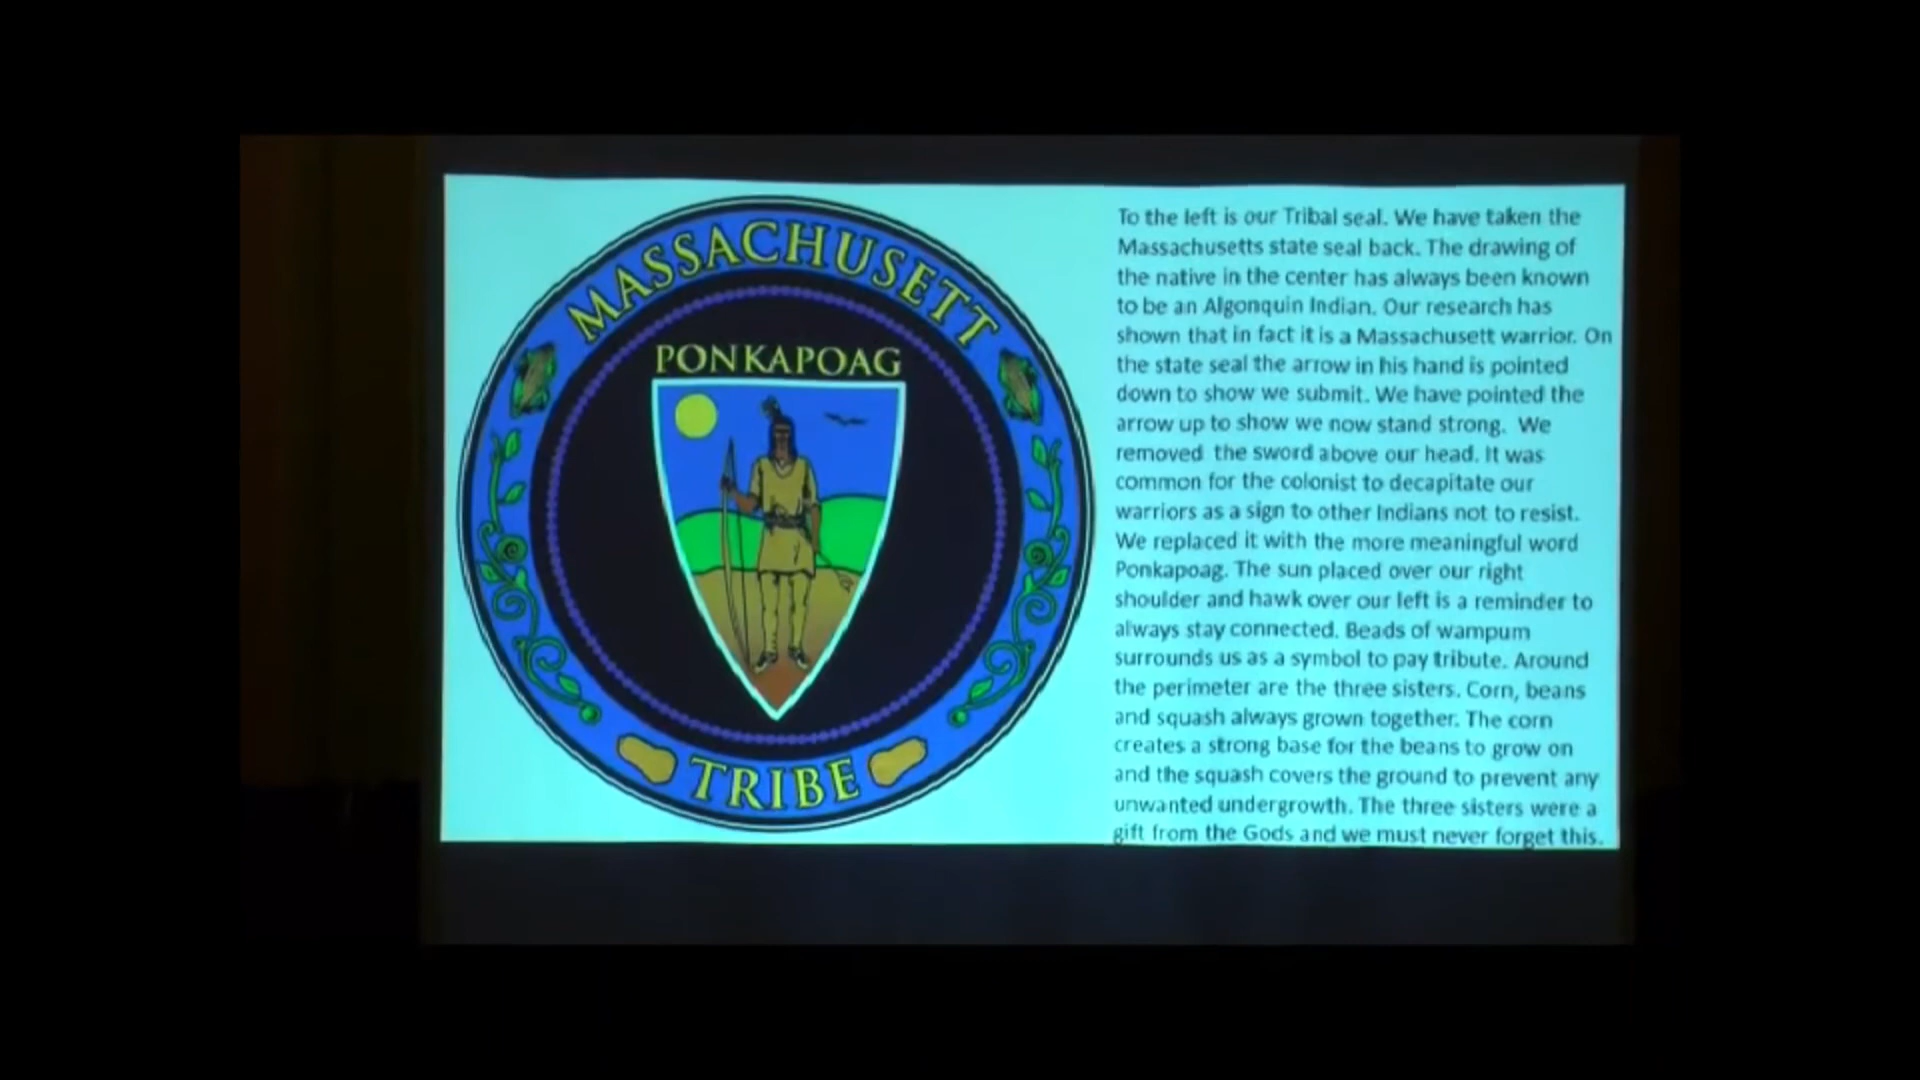 MASSACHUSETT
PONKAPOAG
TRIBE
To the left is our Tribal seal. We have taken the
Massachusetts state seal back. The drawing of
the native in the center has always been known
to be an Algonquin Indian. Our research has
shown that in fact it is a Massachusett warrior. On
the state seal the arrow in his hand is pointed
down to show we submit. We have pointed the
arrow up to show we now stand strong. We
removed the sword above our head. It was
common for the colonist to decapitate our
warriors as a sign to other Indians not to resist.
We replaced it with the more meaningful word
Ponkapoag. The sun placed over our right
shoulder and hawk over our left is a reminder to
always stay connected. Beads of wampum
surrounds us as a symbol to pay tribute. Around
the perimeter are the three sisters. Corn, beans
and squash always grown together. The corn
creates a strong base for the beans to grow on
and the squash covers the ground to prevent any
unwanted undergrowth. The three sisters were a
gift from the Gods and we must never forget this.